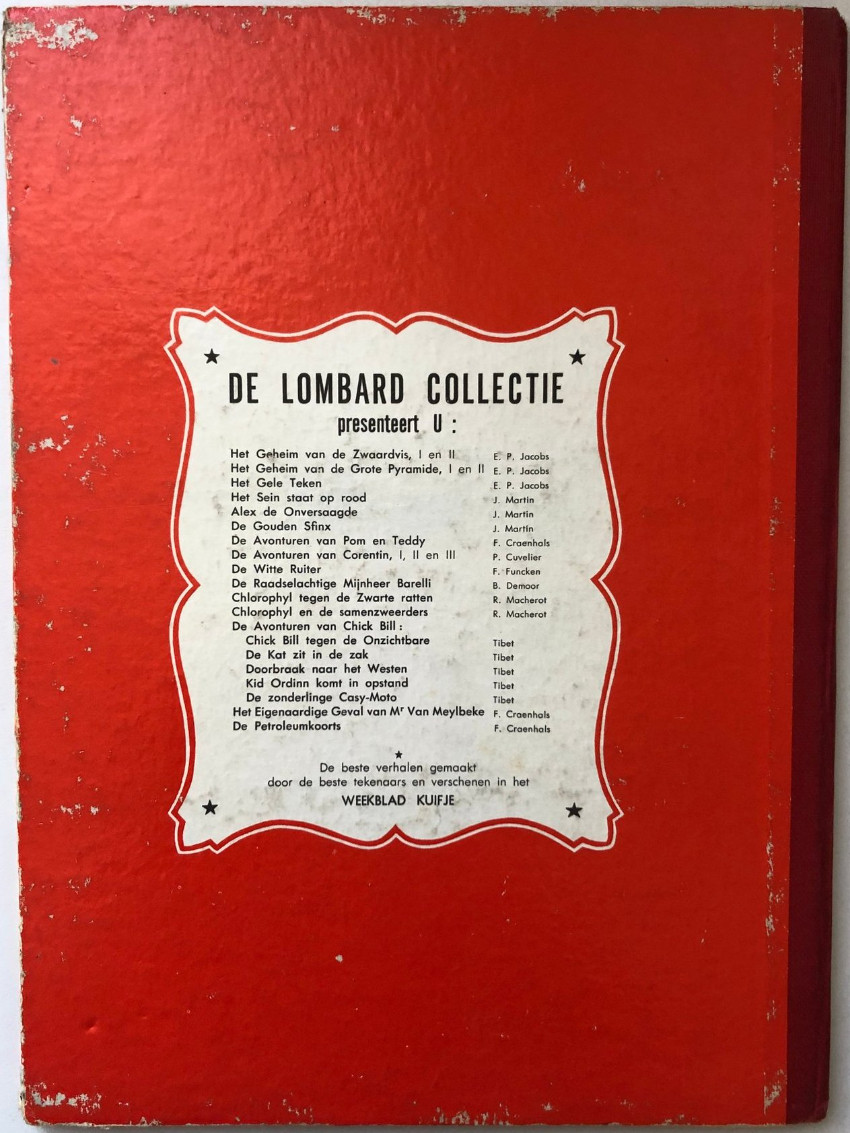 DE LOMBARD COLLECTIE
presenteert U :
Het Geheim van de Zwaardvis, I en II E. P. Jacobs
Het Geheim van de Grote Pyramide, I en II E. P. Jacobs
Het Gele Teken E. P. Jacobs
Het Sein staat op rood J. Martin
Alex de Onversaagde J. Martin
De Gouden Sfinx J. Martin
De Avonturen van Pom en Teddy F. Craenhals
De Avonturen van Corentin, I, II en III P. Cuvelier
De Witte Ruiter F. Funcken
De Raadselachtige Mijnheer Barelli B. Demoor
Chlorophyl tegen de Zwarte ratten R. Macherot
Chlorophyl en de samenzweerders R. Macherot
De Avonturen van Chick Bill :
Chick Bill tegen de Onzichtbare Tibet
De Kat zit in de zak Tibet
Doorbraak naar het Westen Tibet
Kid Ordinn komt in opstand Tibet
De zonderlinge Casy-Moto Tibet
Het Eigenaardige Geval van Mr Van Meylbeke F. Craenhals
De Petroleumkoorts F. Craenhals
De beste verhalen gemaakt
door de beste tekenaars en verschenen in het
WEEKBLAD KUIFJE